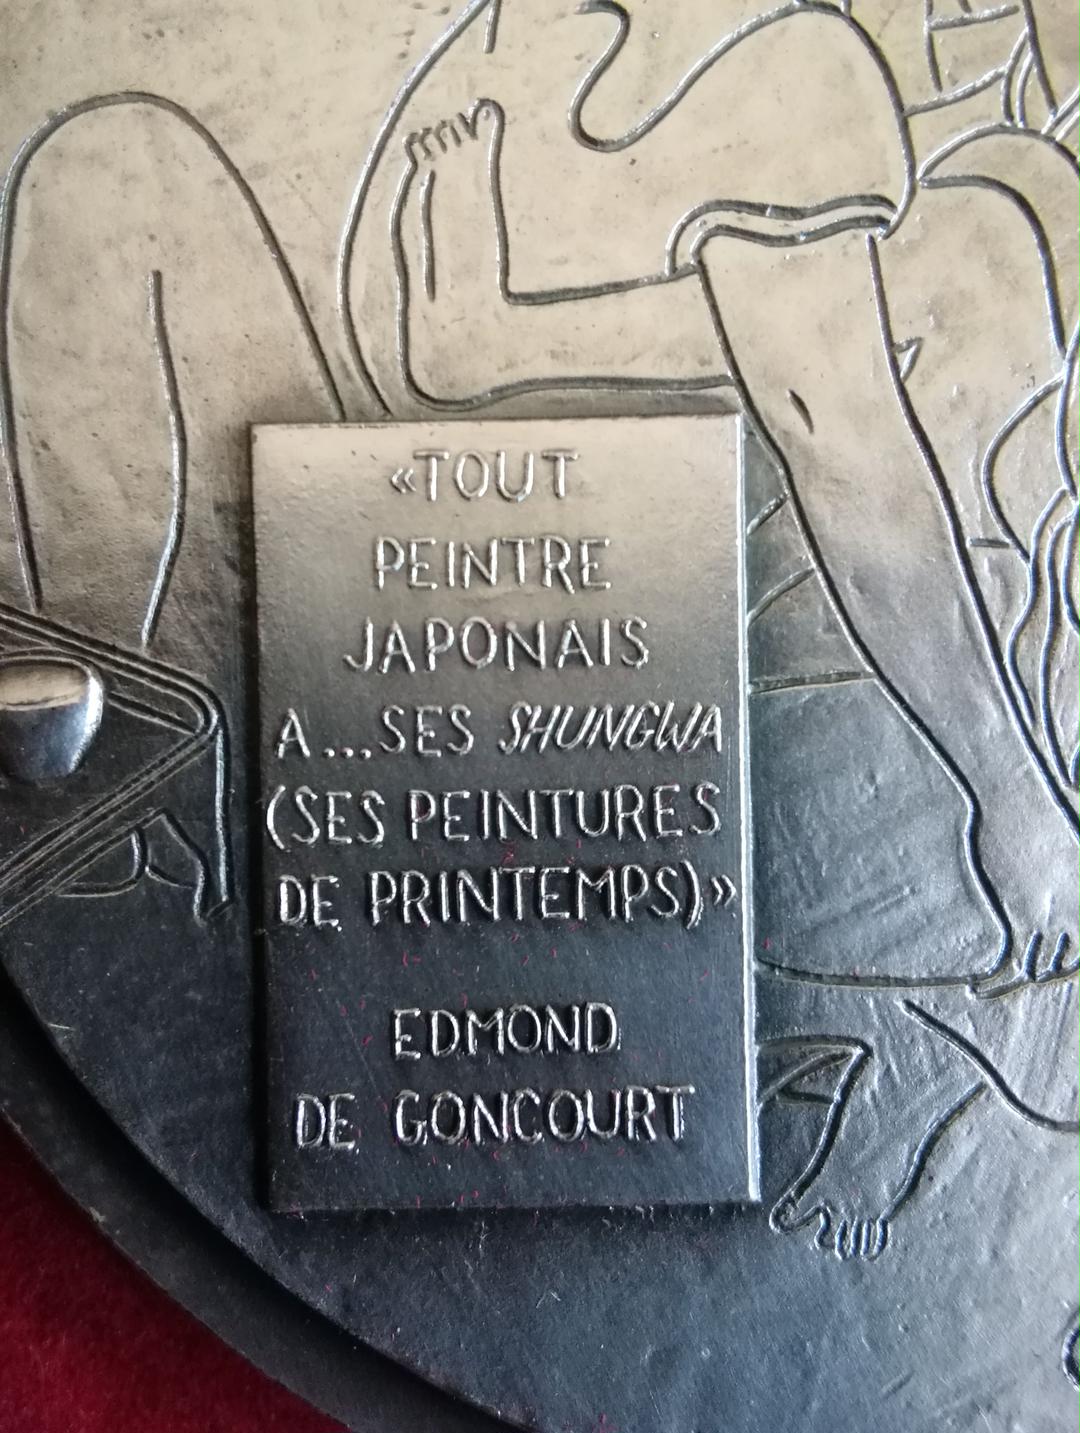 «TOUT
PEINTRE
JAPONAIS
A...SES SHUNGWA
(SES PEINTURES
DE PRINTEMPS)»
EDMOND
DE GONCOURT